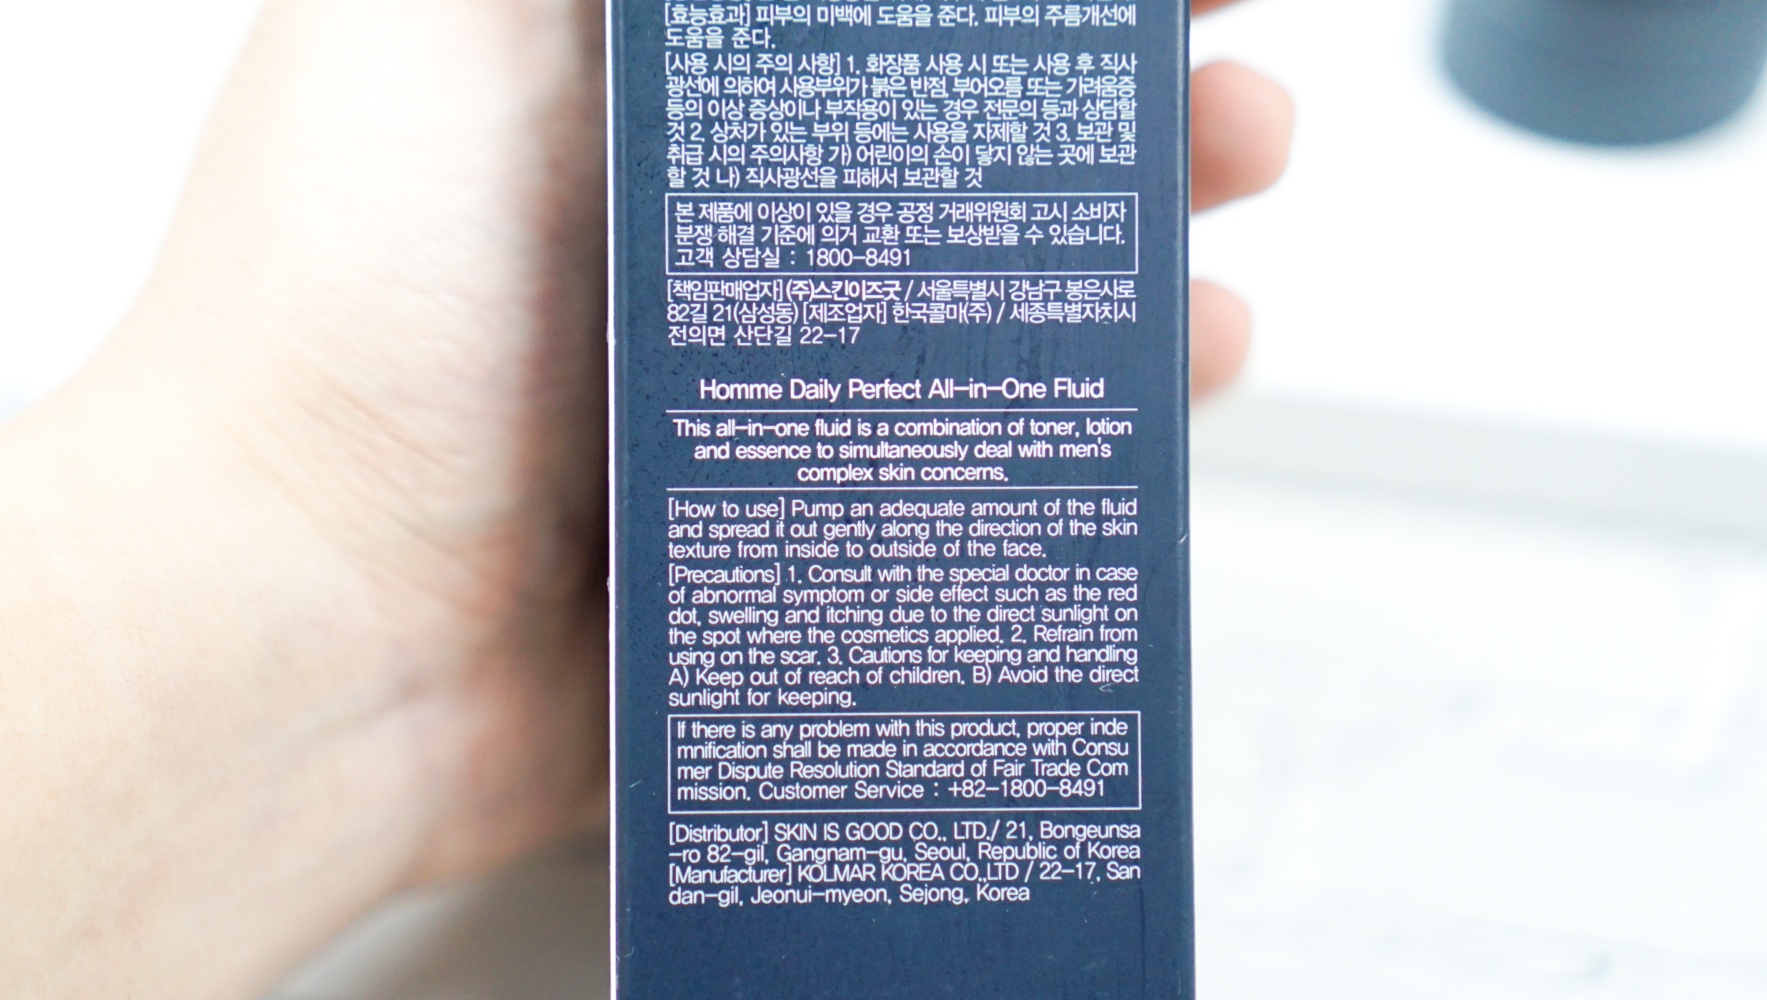 [효능효과] 피부의 미백에 도움을 준다. 피부의 주름개선에
도움을 준다.
[사용 시의 주의 사항] 1. 화장품 사용 시 또는 사용 후 직사
광선에 의하여 사용부위가 붉은 반점, 부어오름 또는 가려움증
등의 이상 증상이나 부작용이 있는 경우 전문의 등과 상담할
것 2. 상처가 있는 부위 등에는 사용을 자제할 것 3. 보관 및
취급 시의 주의사항 가) 어린이의 손이 닿지 않는 곳에 보관
할 것 나) 직사광선을 피해서 보관할 것
본 제품에 이상이 있을 경우 공정 거래위원회 고시 소비자
분쟁 해결 기준에 의거 교환 또는 보상받을 수 있습니다.
고객 상담실 : 1800-8491
[책임판매업자] (주)스킨이즈굿 / 서울특별시 강남구 봉은사로
82길 21(삼성동) [제조업자] 한국콜마(주) / 세종특별자치시
전의면 산단길 22-17
Homme Daily Perfect All-in-One Fluid
This all-in-one fluid is a combination of toner, lotion
and essence to simultaneously deal with men's
complex skin concerns.
[How to use] Pump an adequate amount of the fluid
and spread it out gently along the direction of the skin
texture from inside to outside of the face.
[Precautions] 1. Consult with the special doctor in case
of abnormal symptom or side effect such as the red
dot, swelling and itching due to the direct sunlight on
the spot where the cosmetics applied. 2. Refrain from
using on the scar. 3. Cautions for keeping and handling
A) Keep out of reach of children. B) Avoid the direct
sunlight for keeping.
If there is any problem with this product, proper inde
mnification shall be made in accordance with Consu
mer Dispute Resolution Standard of Fair Trade Com
mission. Customer Service : +82-1800-8491
[Distributor] SKIN IS GOOD CO., LTD./ 21, Bongeunsa
-ro 82-gil, Gangnam-gu, Seoul, Republic of Korea
[Manufacturer] KOLMAR KOREA CO.,LTD / 22-17, San
dan-gil, Jeonui-myeon, Sejong, Korea